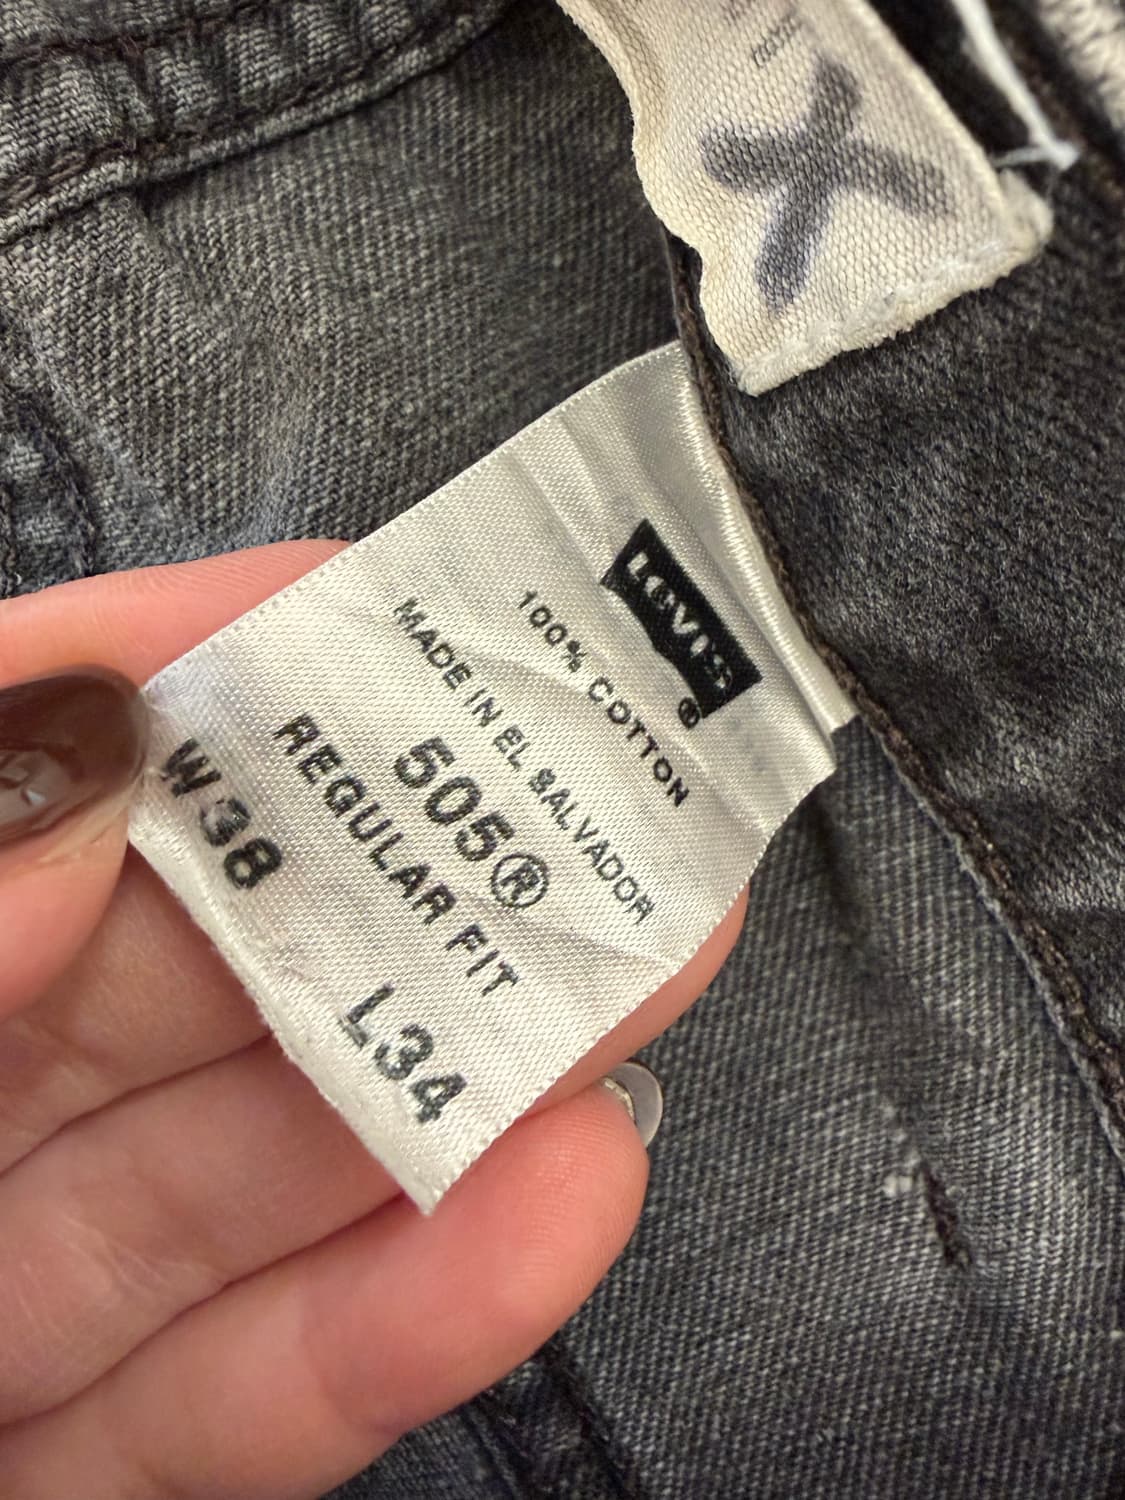 Levi's®
100% COTTON
MADE IN EL SALVADOR
505®
REGULAR FIT
W38 L34
X